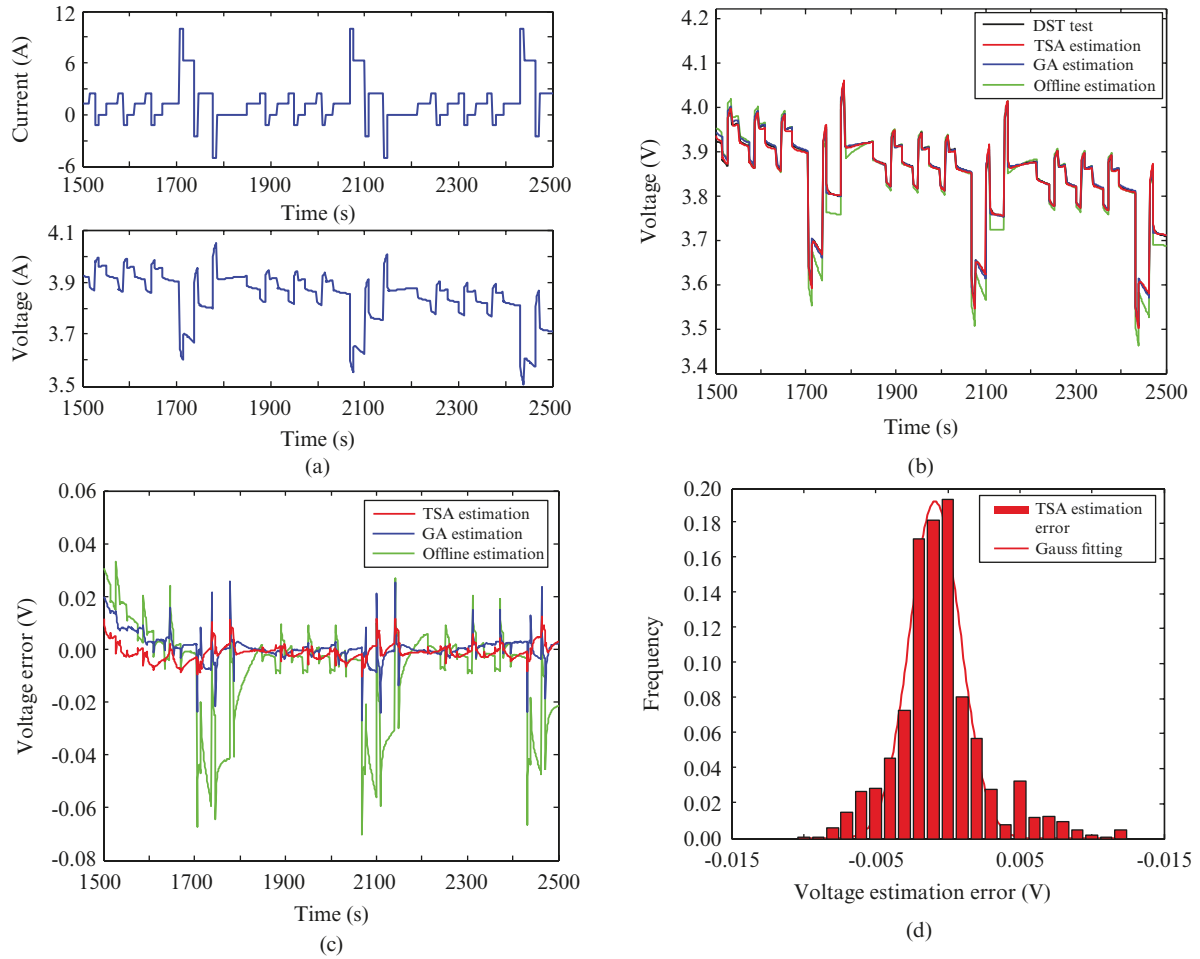 12
6
0
-6
Current (A)
1500 1700 1900 2100 2300 2500
Time (s)
4.1
3.9
3.7
3.5
Voltage (A)
1500 1700 1900 2100 2300 2500
Time (s)
(a)
4.2
4.1
4.0
3.9
3.8
3.7
3.6
3.5
3.4
Voltage (V)
DST test
TSA estimation
GA estimation
Offline estimation
1500 1700 1900 2100 2300 2500
Time (s)
(b)
0.06
0.04
0.02
0.00
-0.02
-0.04
-0.06
-0.08
Voltage error (V)
TSA estimation
GA estimation
Offline estimation
1500 1700 1900 2100 2300 2500
Time (s)
(c)
0.20
0.18
0.16
0.14
0.12
0.10
0.08
0.06
0.04
0.02
0.00
Frequency
TSA estimation
error
Gauss fitting
-0.015 -0.005 0.005 -0.015
Voltage estimation error (V)
(d)